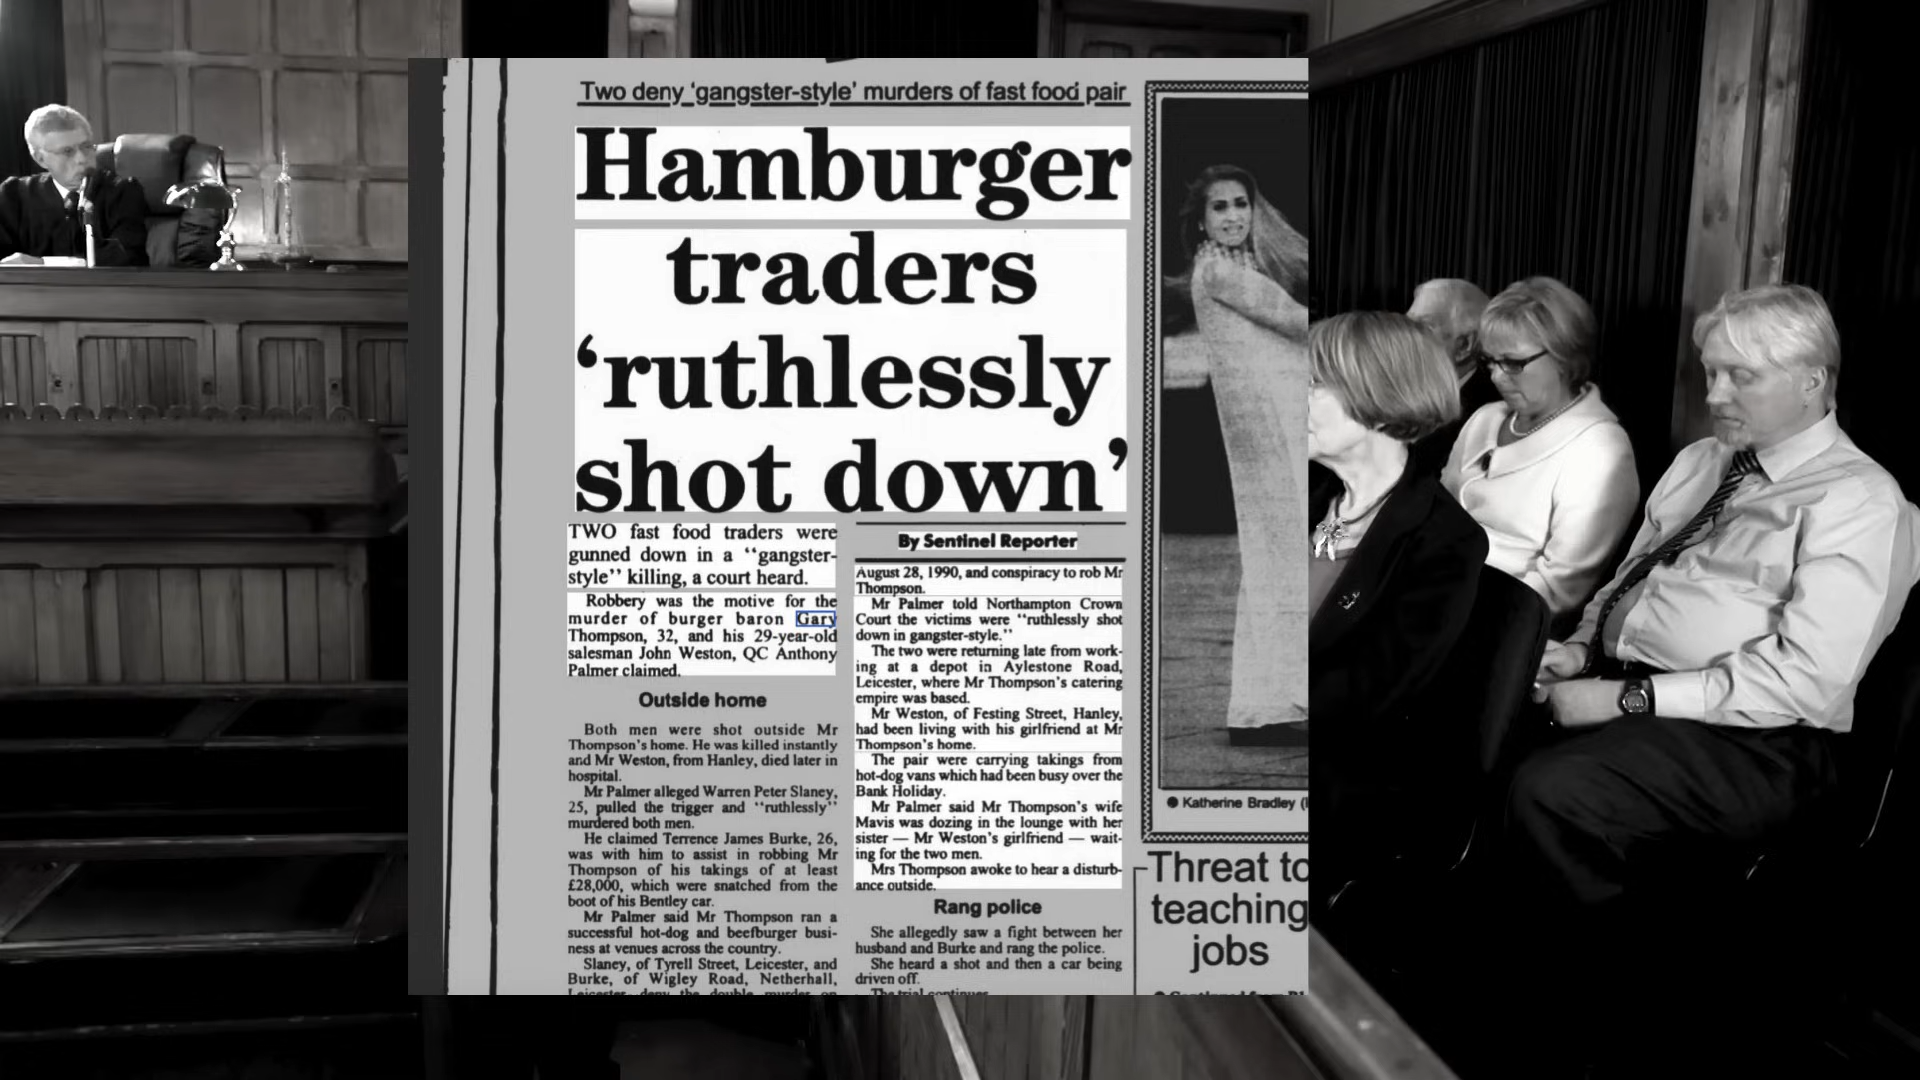 Two deny 'gangster-style' murders of fast food pair
Hamburger
traders
'ruthlessly
shot down'
TWO fast food traders were
gunned down in a "gangster-
style" killing, a court heard.
Robbery was the motive for the
murder of burger baron Gary
Thompson, 32, and his 29-year-old
salesman John Weston, QC Anthony
Palmer claimed.
Outside home
Both men were shot outside Mr
Thompson's home. He was killed instantly
and Mr Weston, from Hanley, died later in
hospital.
Mr Palmer alleged Warren Peter Slaney,
25, pulled the trigger and "ruthlessly"
murdered both men.
He claimed Terrence James Burke, 26,
was with him to assist in robbing Mr
Thompson of his takings of at least
£28,000, which were snatched from the
boot of his Bentley car.
Mr Palmer said Mr Thompson ran a
successful hot-dog and beefburger busi-
ness at venues across the country.
Slaney, of Tyrell Street, Leicester, and
Burke, of Wigley Road, Netherhall,
Leicester, deny the double murder on
By Sentinel Reporter
August 28, 1990, and conspiracy to rob Mr
Thompson.
Mr Palmer told Northampton Crown
Court the victims were "ruthlessly shot
down in gangster-style."
The two were returning late from work-
ing at a depot in Aylestone Road,
Leicester, where Mr Thompson's catering
empire was based.
Mr Weston, of Festing Street, Hanley,
had been living with his girlfriend at Mr
Thompson's home.
The pair were carrying takings from
hot-dog vans which had been busy over the
Bank Holiday.
Mr Palmer said Mr Thompson's wife
Mavis was dozing in the lounge with her
sister — Mr Weston's girlfriend — wait-
ing for the two men.
Mrs Thompson awoke to hear a disturb-
ance outside.
Rang police
She allegedly saw a fight between her
husband and Burke and rang the police.
She heard a shot and then a car being
driven off.
The trial continues.
Katherine Bradley
Threat to
teaching
jobs